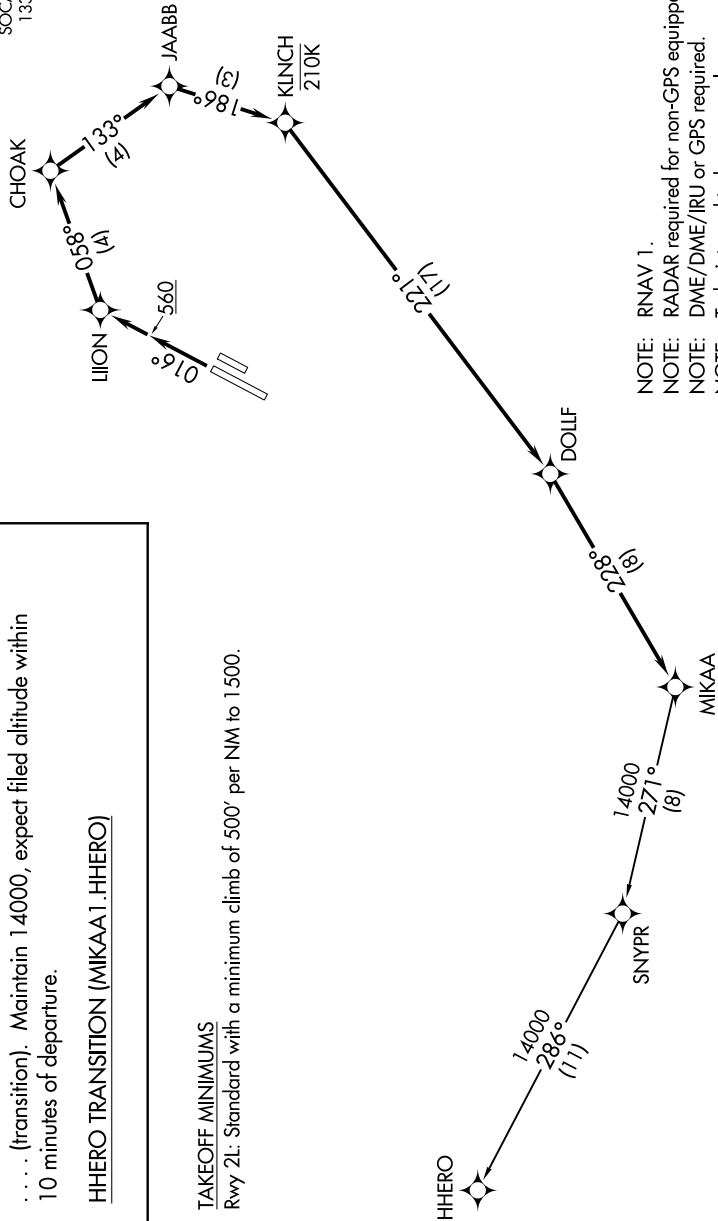 . . . . (transition). Maintain 14000, expect filed altitude within
10 minutes of departure.
HHERO TRANSITION (MIKAA1.HHERO)
TAKEOFF MINIMUMS
Rwy 2L: Standard with a minimum climb of 500' per NM to 1500.
133
CHOAK
133°
(4)
JAABB
186°
(3)
KLNCH
210K
058°
(4)
LIION
560
016°
221°
(17)
DOLLF
228°
(8)
MIKAA
14000
271°
(8)
SNYPR
14000
286°
(11)
HHERO
NOTE: RNAV 1.
NOTE: RADAR required for non-GPS
NOTE: DME/DME/IRU or GPS required.